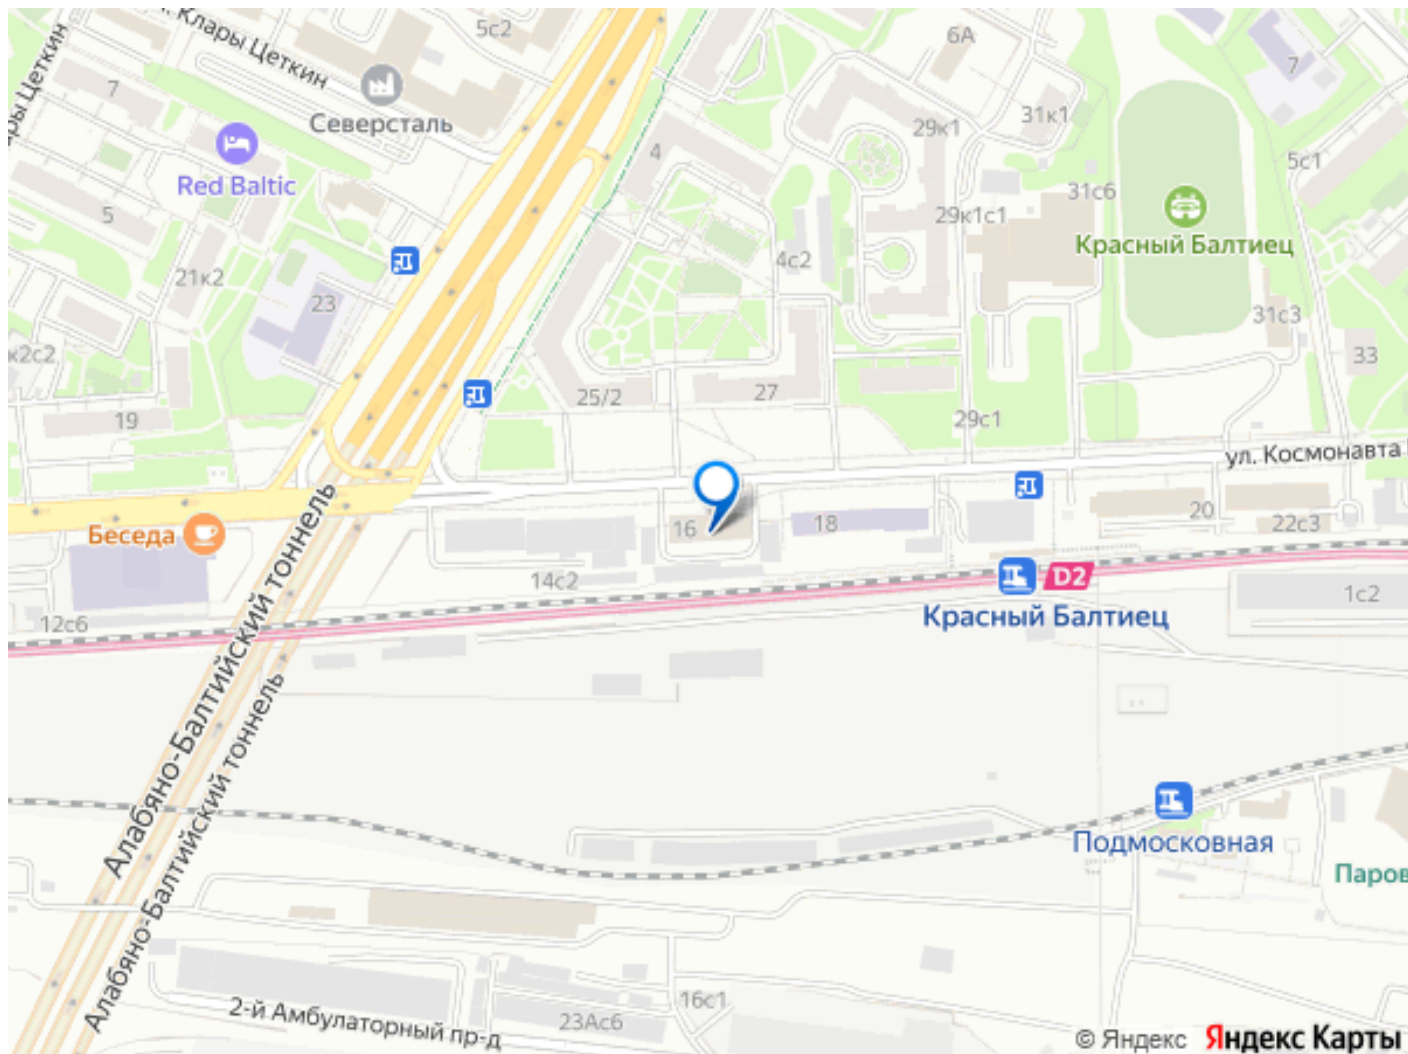 л. Клары Цеткин
5с2
6А
7
ары Цеткин
7
Северсталь
31к1
29к1
4
5с1
Red Baltic
31с6
5
29к1с1
Красный Балтиец
4с2
21к2
23
31с3
к2с2
33
25/2
27
19
29с1
ул. Космонавта
Беседа
16
18
20
22с3
14с2
D2
1с2
12с6
Красный Балтиец
Алабяно-Балтийский тоннель
Алабяно-Балтийский тоннель
Подмосковная
Паров
2-й Амбулаторный пр-д
16с1
23Ас6
© Яндекс Яндекс Карты